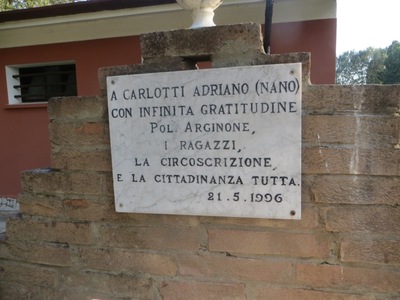 A CARLOTTI ADRIANO (NANO)
CON INFINITA GRATITUDINE
POL. ARGINONE,
I RAGAZZI,
LA CIRCOSCRIZIONE,
E LA CITTADINANZA TUTTA.
21.5.1996